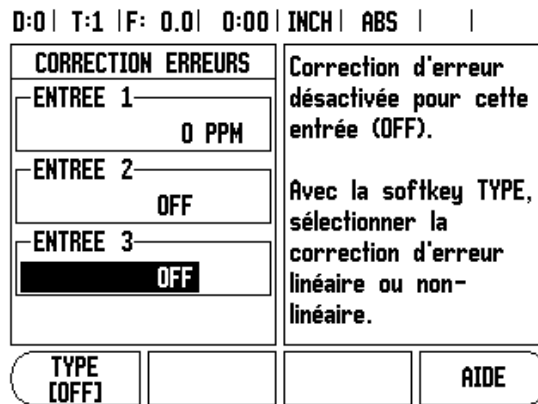 D:0 | T:1 | F: 0.0 | 0:00 | INCH | ABS | |
CORRECTION ERREURS
ENTREE 1
0 PPM
ENTREE 2
OFF
ENTREE 3
OFF
Correction d'erreur
désactivée pour cette
entrée (OFF).
Avec la softkey TYPE,
sélectionner la
correction d'erreur
linéaire ou non-
linéaire.
TYPE
[OFF]
AIDE